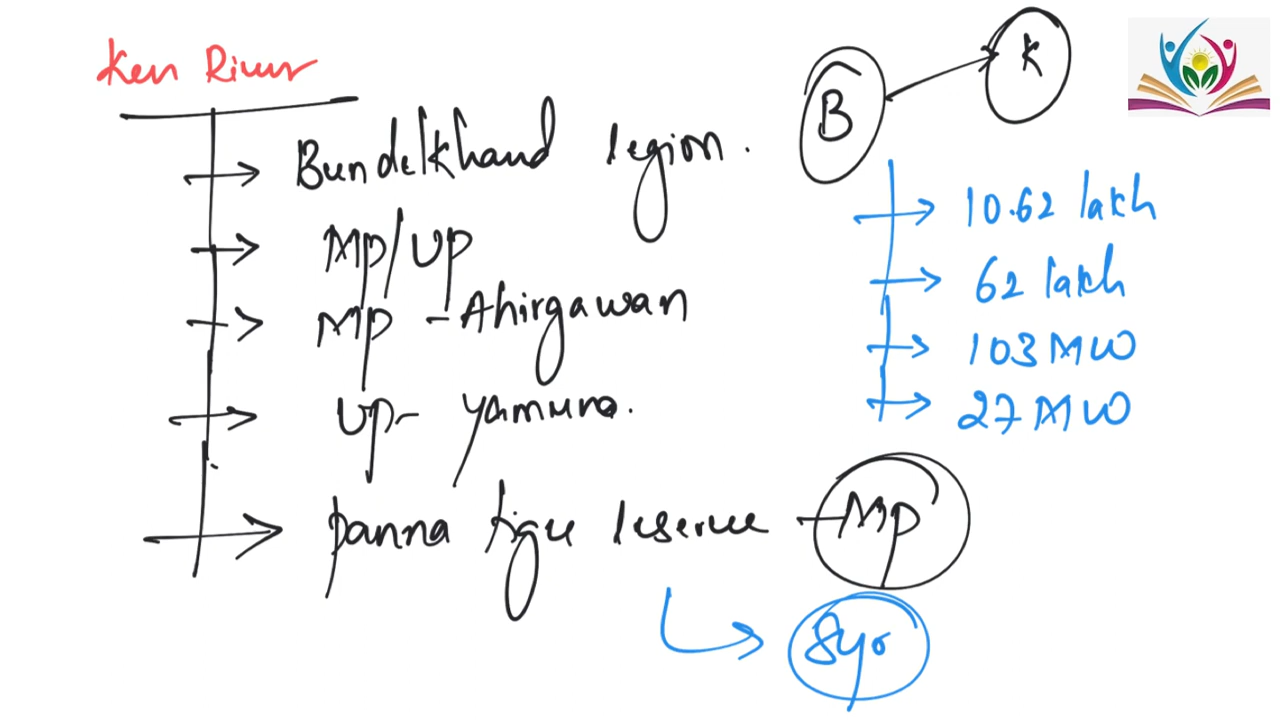 Ken River
Bundelkhand region.
MP/UP
MP - Ahirgawan
UP- Yamuna.
panna tiger reserve - MP
8yr
B
K
10.62 lakh
62 lakh
103 MW
27 MW